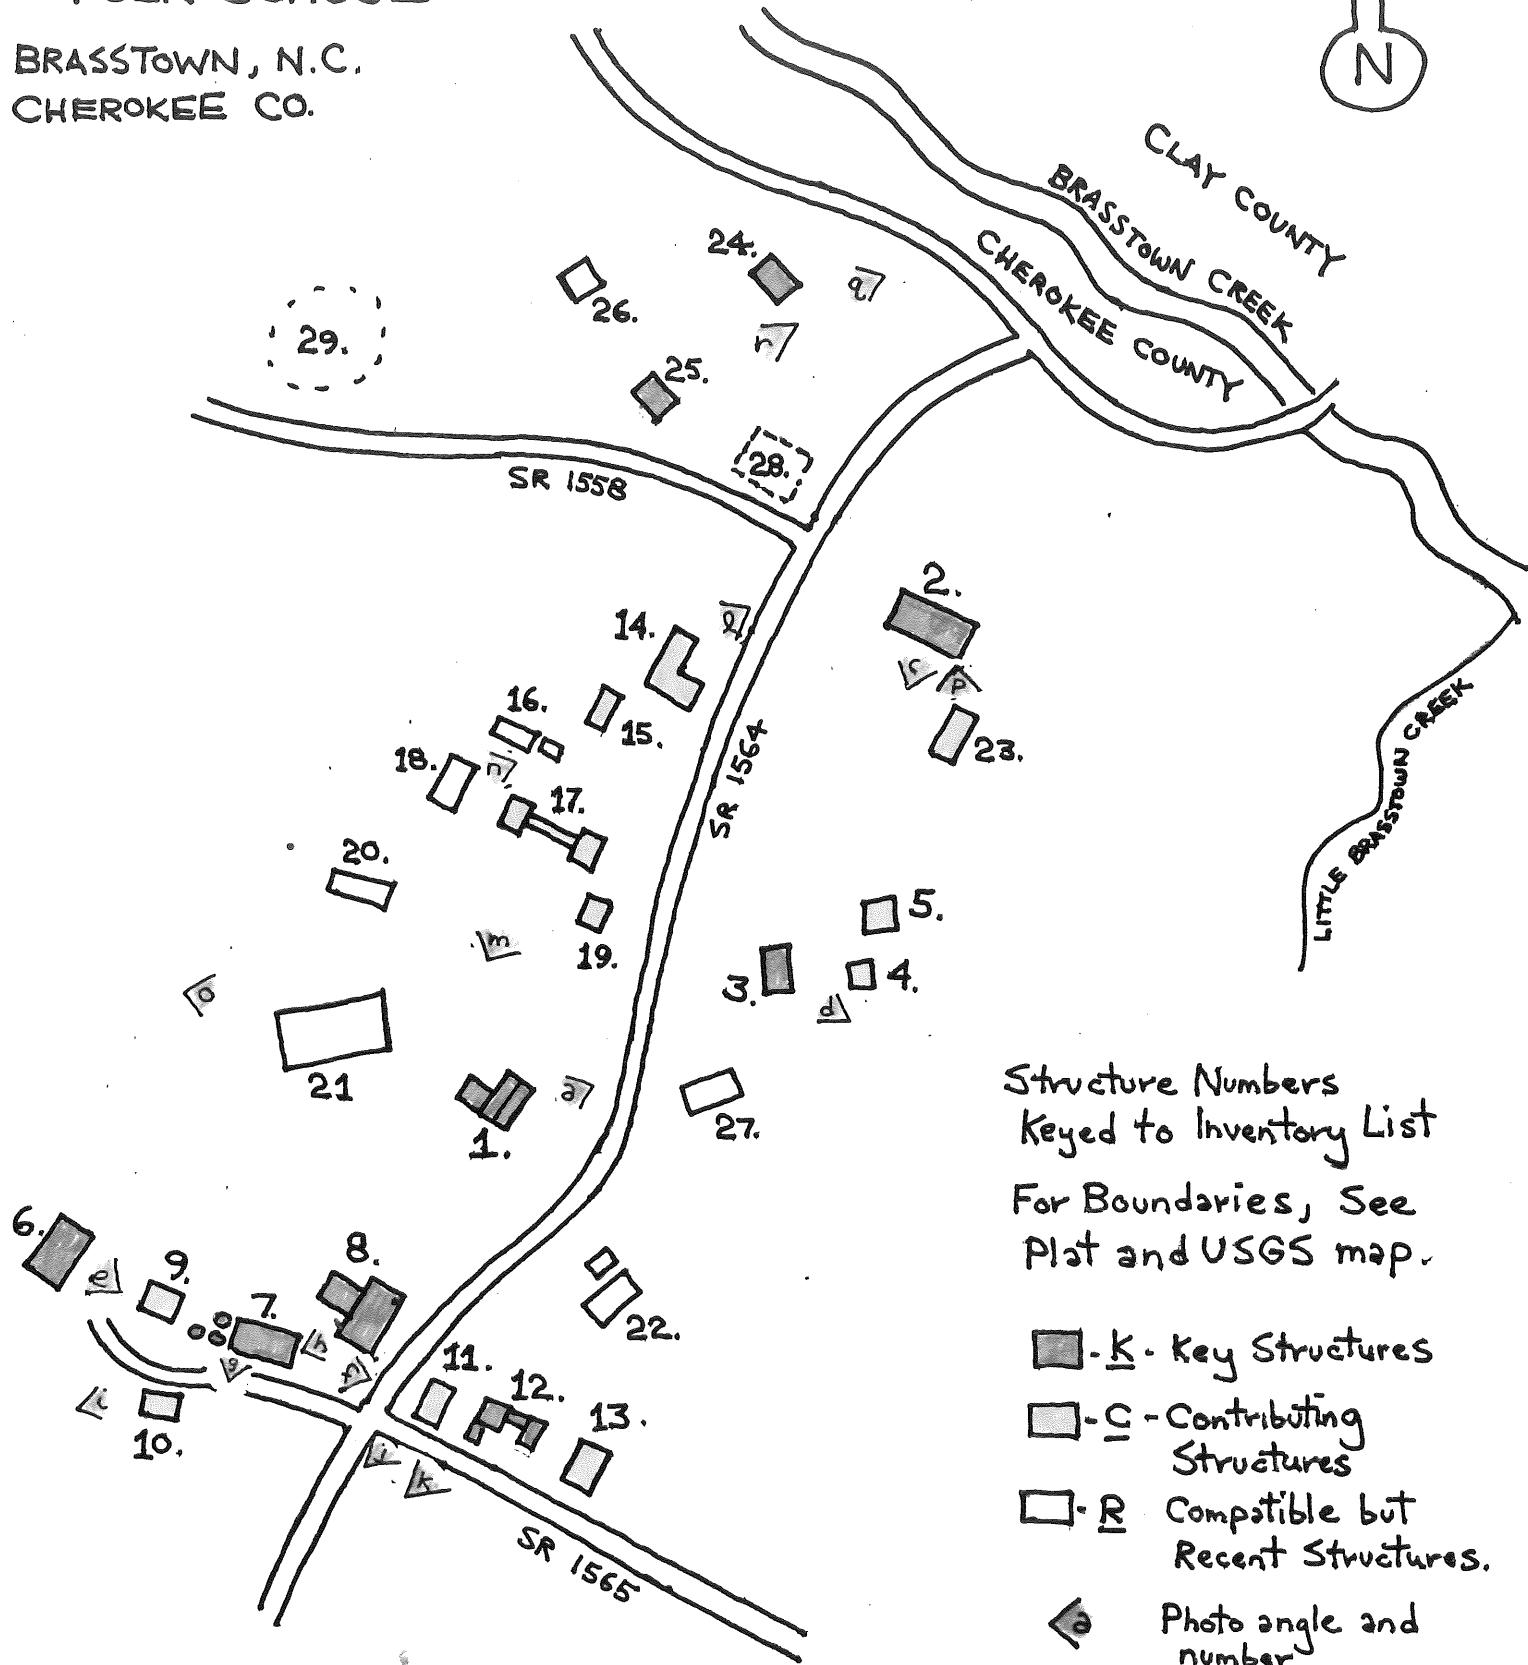 FOLK SCHOOL
BRASSTOWN, N.C.
CHEROKEE CO.
N
CLAY COUNTY
BRASSTOWN CREEK
CHEROKEE COUNTY
24.
q
26.
29.
r
25.
28.
SR 1558
2.
14.
l
c
p
16.
15.
23.
18.
n
SR 1564
17.
LITTLE BRASSTOWN CREEK
20.
5.
m
19.
3.
4.
o
d
21
a
27.
1.
Structure Numbers
Keyed to Inventory List
For Boundaries, See
Plat and USGS map.
6.
8.
e
9.
7.
h
22.
g
f
11.
12.
13.
i
10.
j
k
SR 1565
- K - Key Structures
- C - Contributing
Structures
- R Compatible but
Recent Structures.
a Photo angle and
number